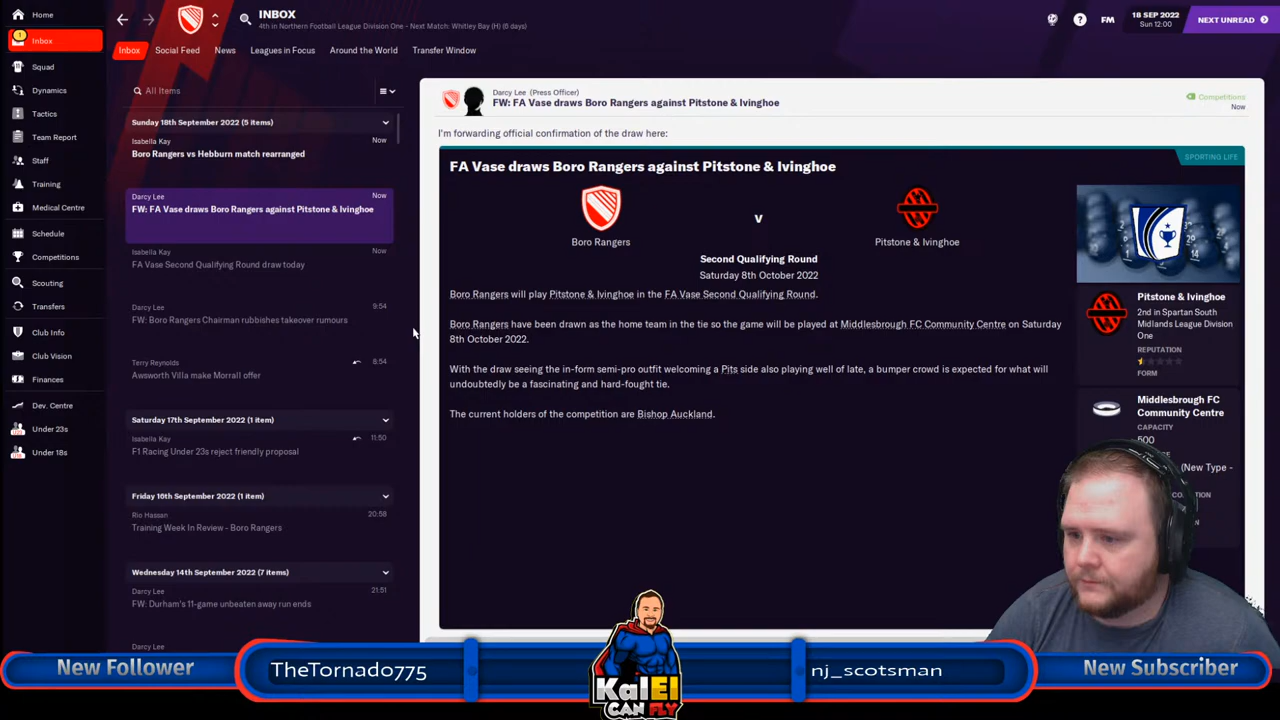 Home
INBOX
4th in Northern Football League Division One - Next Match: Whitley Bay (H) (6 days)
FM
18 SEP 2022
Sun 12:00
NEXT UNREAD
1
Inbox
Inbox
Social Feed
News
Leagues in Focus
Around the World
Transfer Window
Squad
Dynamics
Tactics
Team Report
Staff
Training
Medical Centre
Schedule
Competitions
Scouting
Transfers
Club Info
Club Vision
Finances
Dev. Centre
Under 23s
Under 18s
All Items
Sunday 18th September 2022 (5 items)
Isabella Kay
Now
Boro Rangers vs Hebburn match rearranged
Darcy Lee
Now
FW: FA Vase draws Boro Rangers against Pitstone & Ivinghoe
Isabella Kay
Now
FA Vase Second Qualifying Round draw today
Darcy Lee
9:54
FW: Boro Rangers Chairman rubbishes takeover rumours
Terry Reynolds
8:54
Awsworth Villa make Morrall offer
Saturday 17th September 2022 (1 item)
Isabella Kay
11:50
F1 Racing Under 23s reject friendly proposal
Friday 16th September 2022 (1 item)
Rio Hassan
20:58
Training Week In Review - Boro Rangers
Wednesday 14th September 2022 (7 items)
Darcy Lee
21:51
FW: Durham's 11-game unbeaten away run ends
Darcy Lee
Darcy Lee (Press Officer)
FW: FA Vase draws Boro Rangers against Pitstone & Ivinghoe
Competitions
Now
I'm forwarding official confirmation of the draw here:
FA Vase draws Boro Rangers against Pitstone & Ivinghoe
SPORTING LIFE
v
Boro Rangers
Pitstone & Ivinghoe
Second Qualifying Round
Saturday 8th October 2022
Boro Rangers will play Pitstone & Ivinghoe in the FA Vase Second Qualifying Round.
Boro Rangers have been drawn as the home team in the tie so the game will be played at Middlesbrough FC Community Centre on Saturday
8th October 2022.
With the draw seeing the in-form semi-pro outfit welcoming a Pits side also playing well of late, a bumper crowd is expected for what will
undoubtedly be a fascinating and hard-fought tie.
The current holders of the competition are Bishop Auckland.
Pitstone & Ivinghoe
2nd in Spartan South
Midlands League Division
One
REPUTATION
FORM
Middlesbrough FC
Community Centre
CAPACITY
500
(New Type -
New Follower
TheTornado775
KalEl
CAN FLY
nj_scotsman
New Subscriber